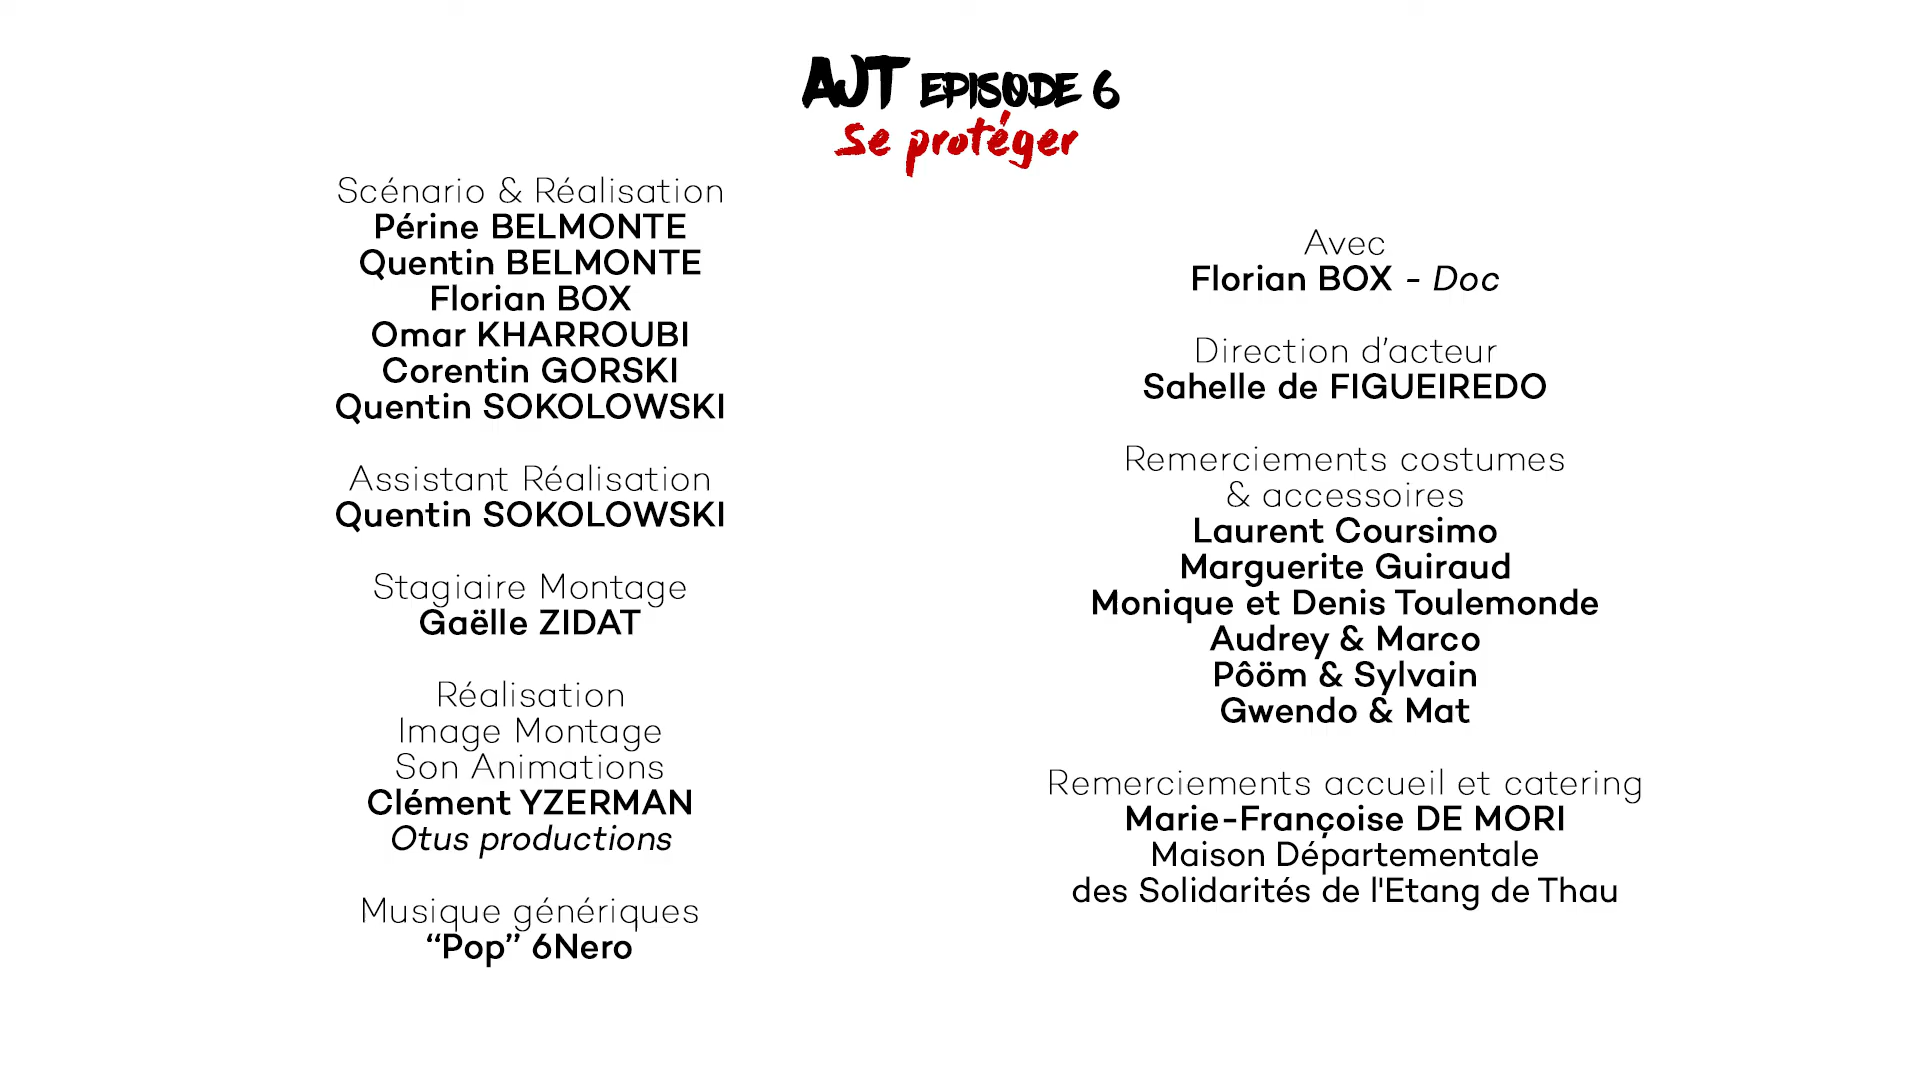 AJT EPISODE 6
Se protéger
Scénario & Réalisation
Périne BELMONTE
Quentin BELMONTE
Florian BOX
Omar KHARROUBI
Corentin GORSKI
Quentin SOKOLOWSKI
Assistant Réalisation
Quentin SOKOLOWSKI
Stagiaire Montage
Gaëlle ZIDAT
Réalisation
Image Montage
Son Animations
Clément YZERMAN
Otus productions
Musique génériques
“Pop” 6Nero
Avec
Florian BOX - Doc
Direction d’acteur
Sahelle de FIGUEIREDO
Remerciements costumes
& accessoires
Laurent Coursimo
Marguerite Guiraud
Monique et Denis Toulemonde
Audrey & Marco
Pôöm & Sylvain
Gwendo & Mat
Remerciements accueil et catering
Marie-Françoise DE MORI
Maison Départementale
des Solidarités de l'Etang de Thau